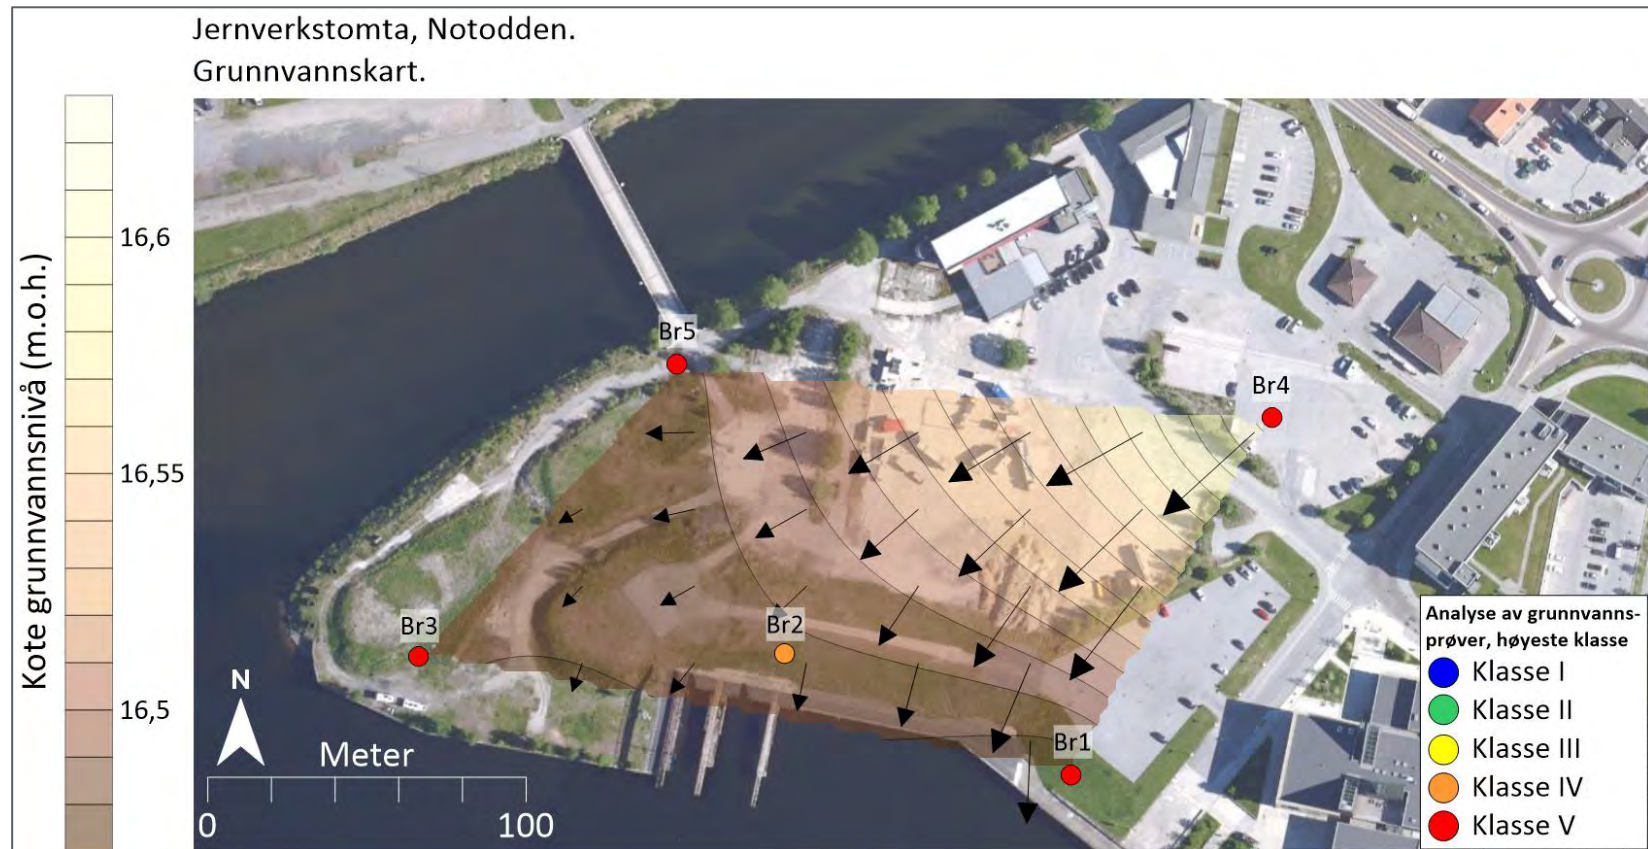 Jernverkstomta, Notodden.
Grunnvannskart.
Kote grunnvannsnivå (m.o.h.)
16,6
16,55
16,5
Br5
Br4
Br3
Br2
Br1
N
Meter
0
100
Analyse av grunnvanns-
prøver, høyeste klasse
Klasse I
Klasse II
Klasse III
Klasse IV
Klasse V